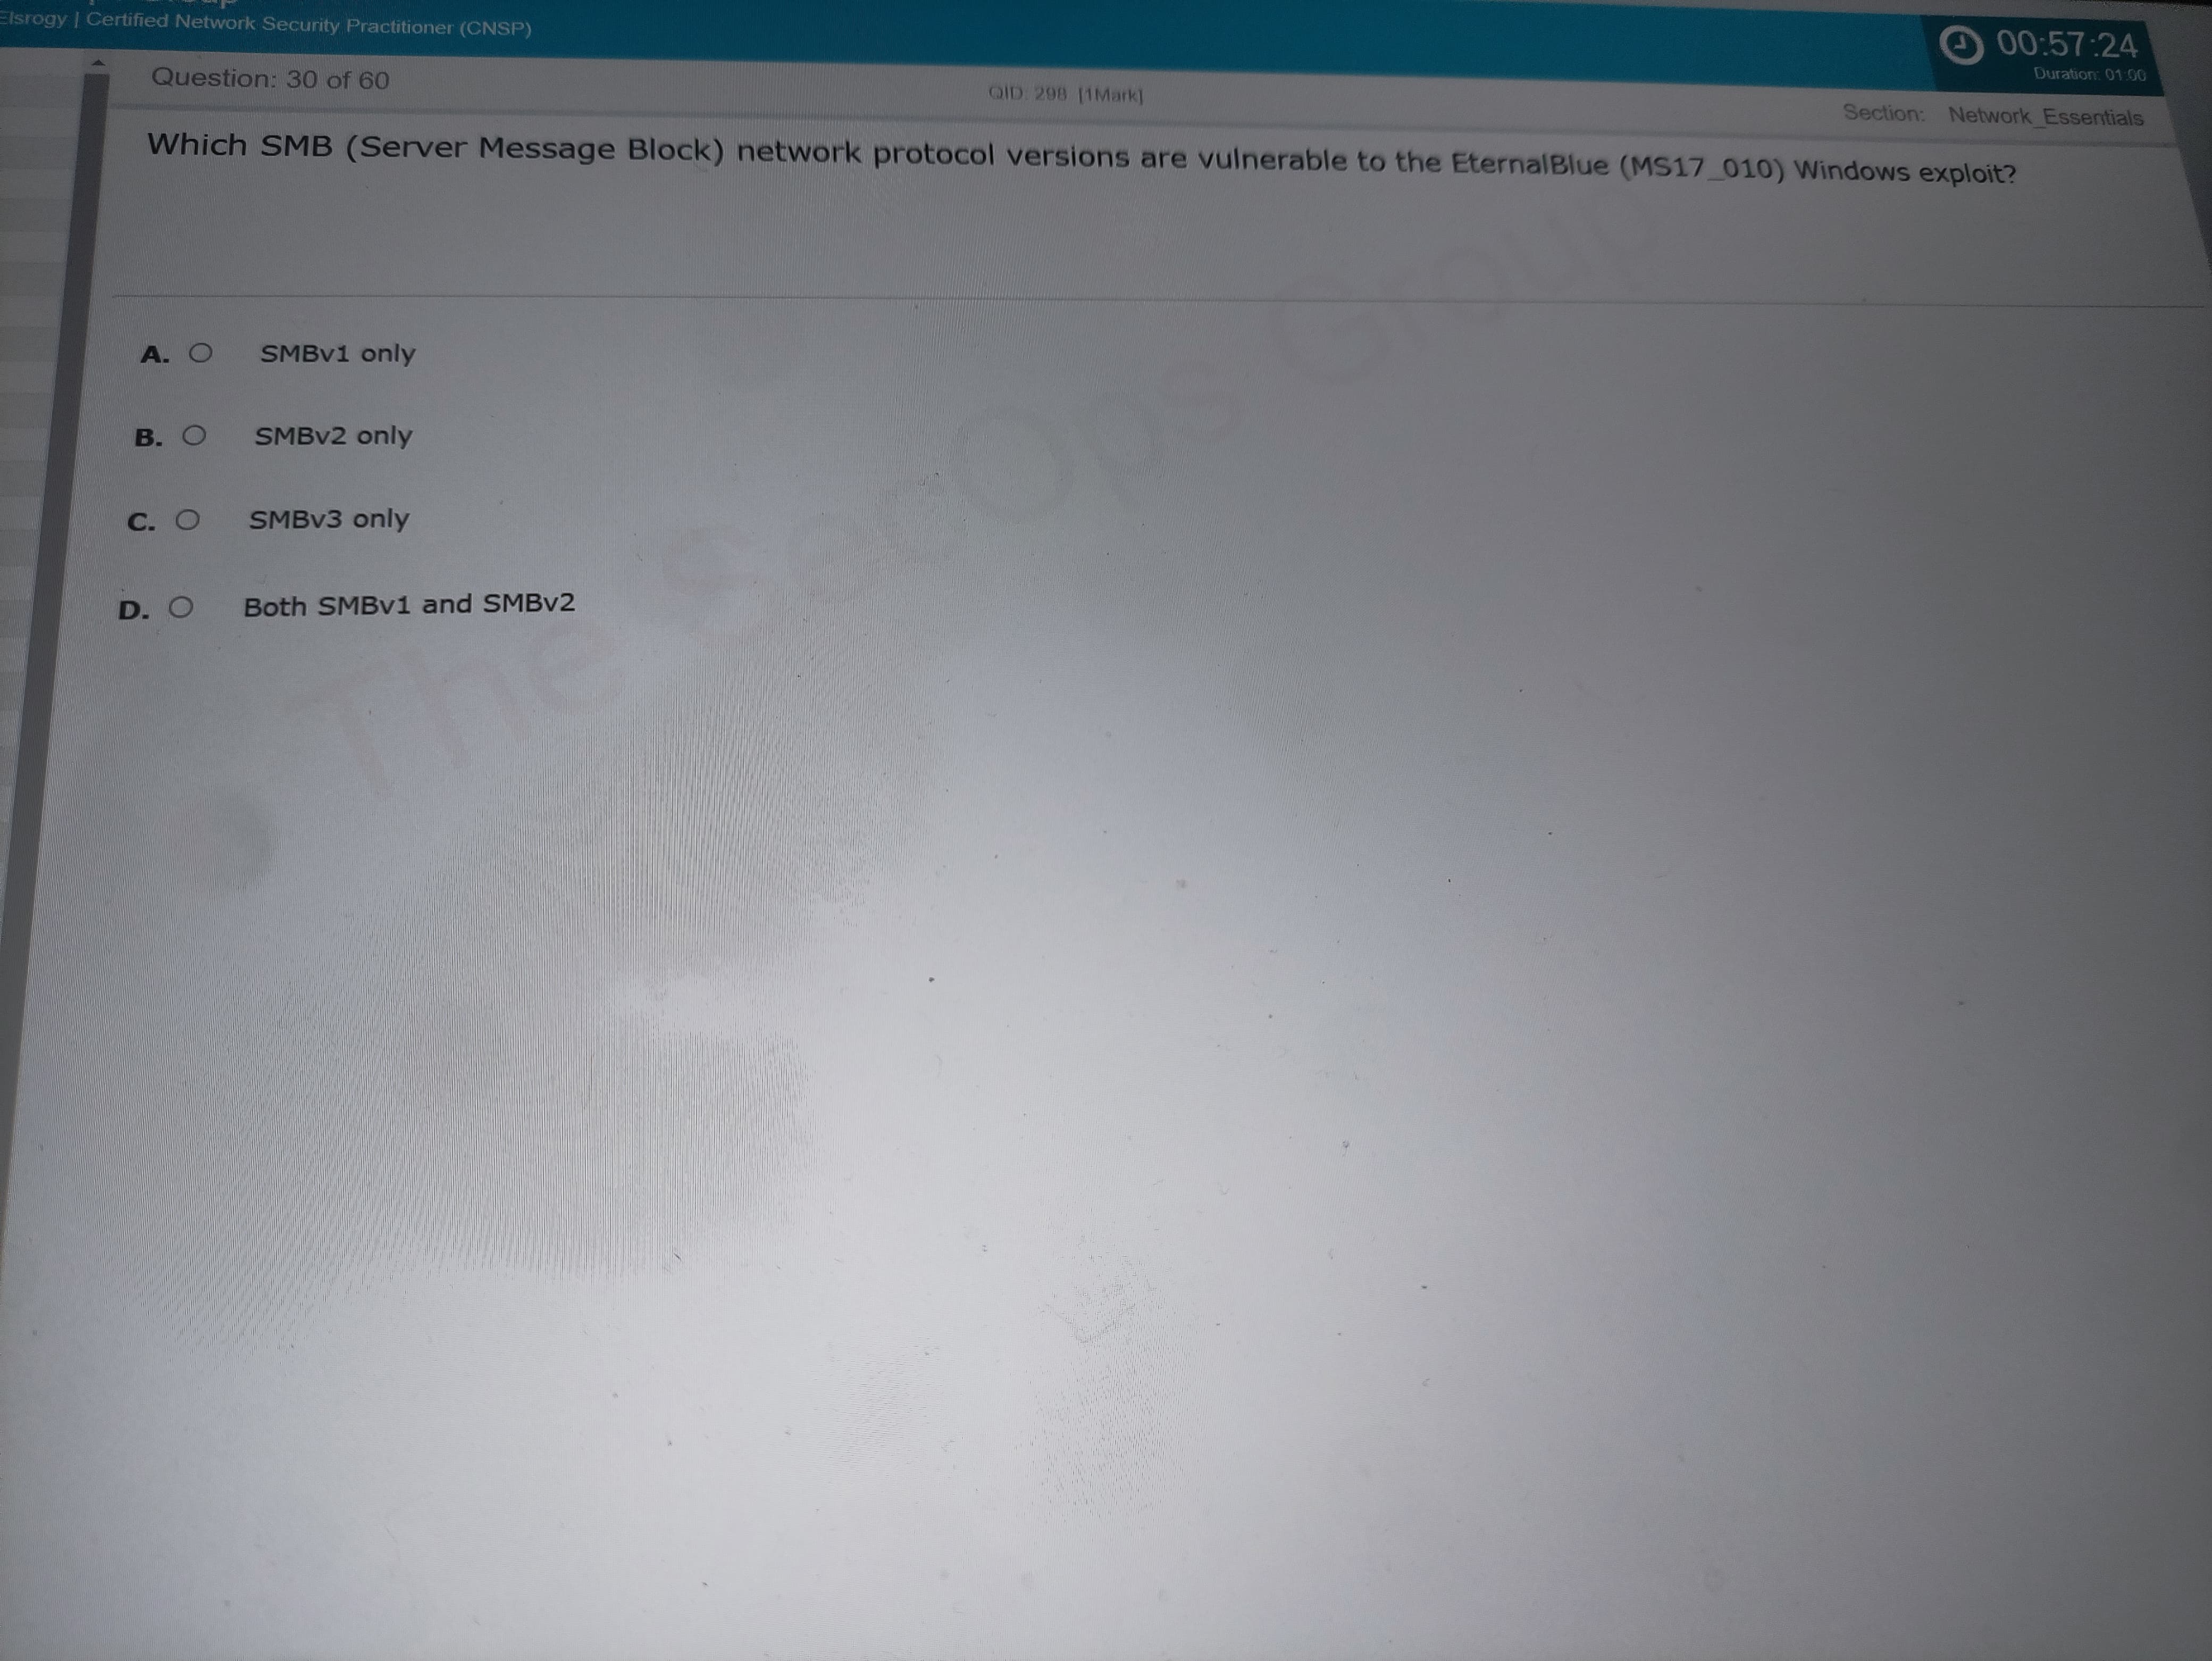 Elsrogy | Certified Network Security Practitioner (CNSP)
00:57:24
Duration: 01:00
Question: 30 of 60
QID: 298 [1Mark]
Section: Network_Essentials
Which SMB (Server Message Block) network protocol versions are vulnerable to the EternalBlue (MS17_010) Windows exploit?
A. SMBv1 only
B. SMBv2 only
C. SMBv3 only
D. Both SMBv1 and SMBv2
The SecOps Group